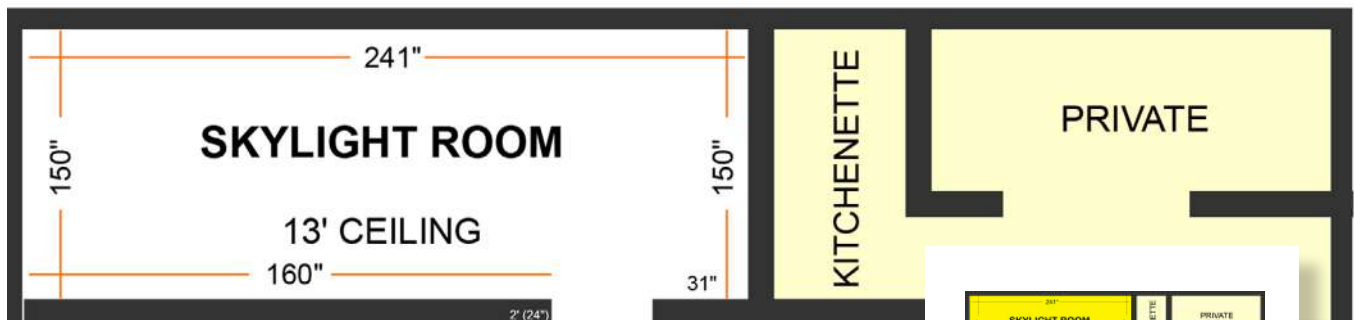 241"
150"
SKYLIGHT ROOM
150"
KITCHENETTE
PRIVATE
13' CEILING
160"
31"
2' (24")
241"
SKYLIGHT ROOM
PRIVATE